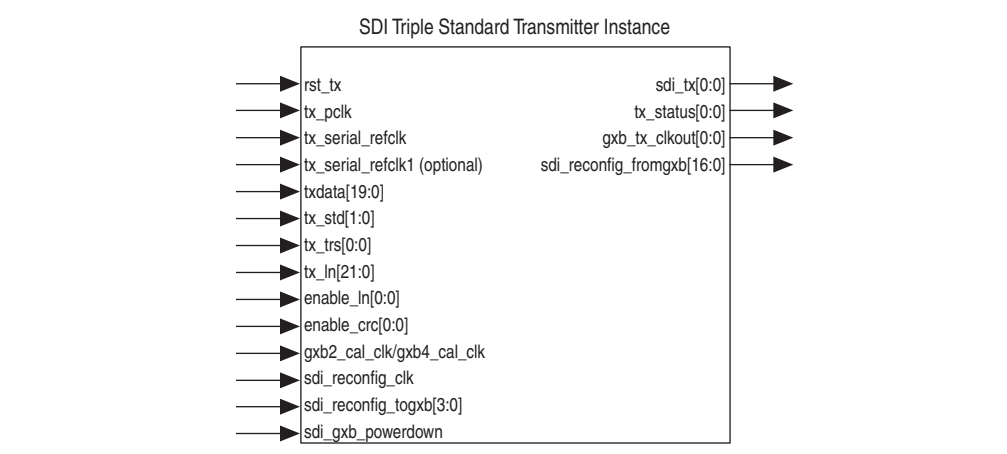 SDI Triple Standard Transmitter Instance
rst_tx
sdi_tx[0:0]
tx_pclk
tx_status[0:0]
tx_serial_refclk
gxb_tx_clkout[0:0]
tx_serial_refclk1 (optional)
sdi_reconfig_fromgxb[16:0]
txdata[19:0]
tx_std[1:0]
tx_trs[0:0]
tx_ln[21:0]
enable_ln[0:0]
enable_crc[0:0]
gxb2_cal_clk/gxb4_cal_clk
sdi_reconfig_clk
sdi_reconfig_togxb[3:0]
sdi_gxb_powerdown